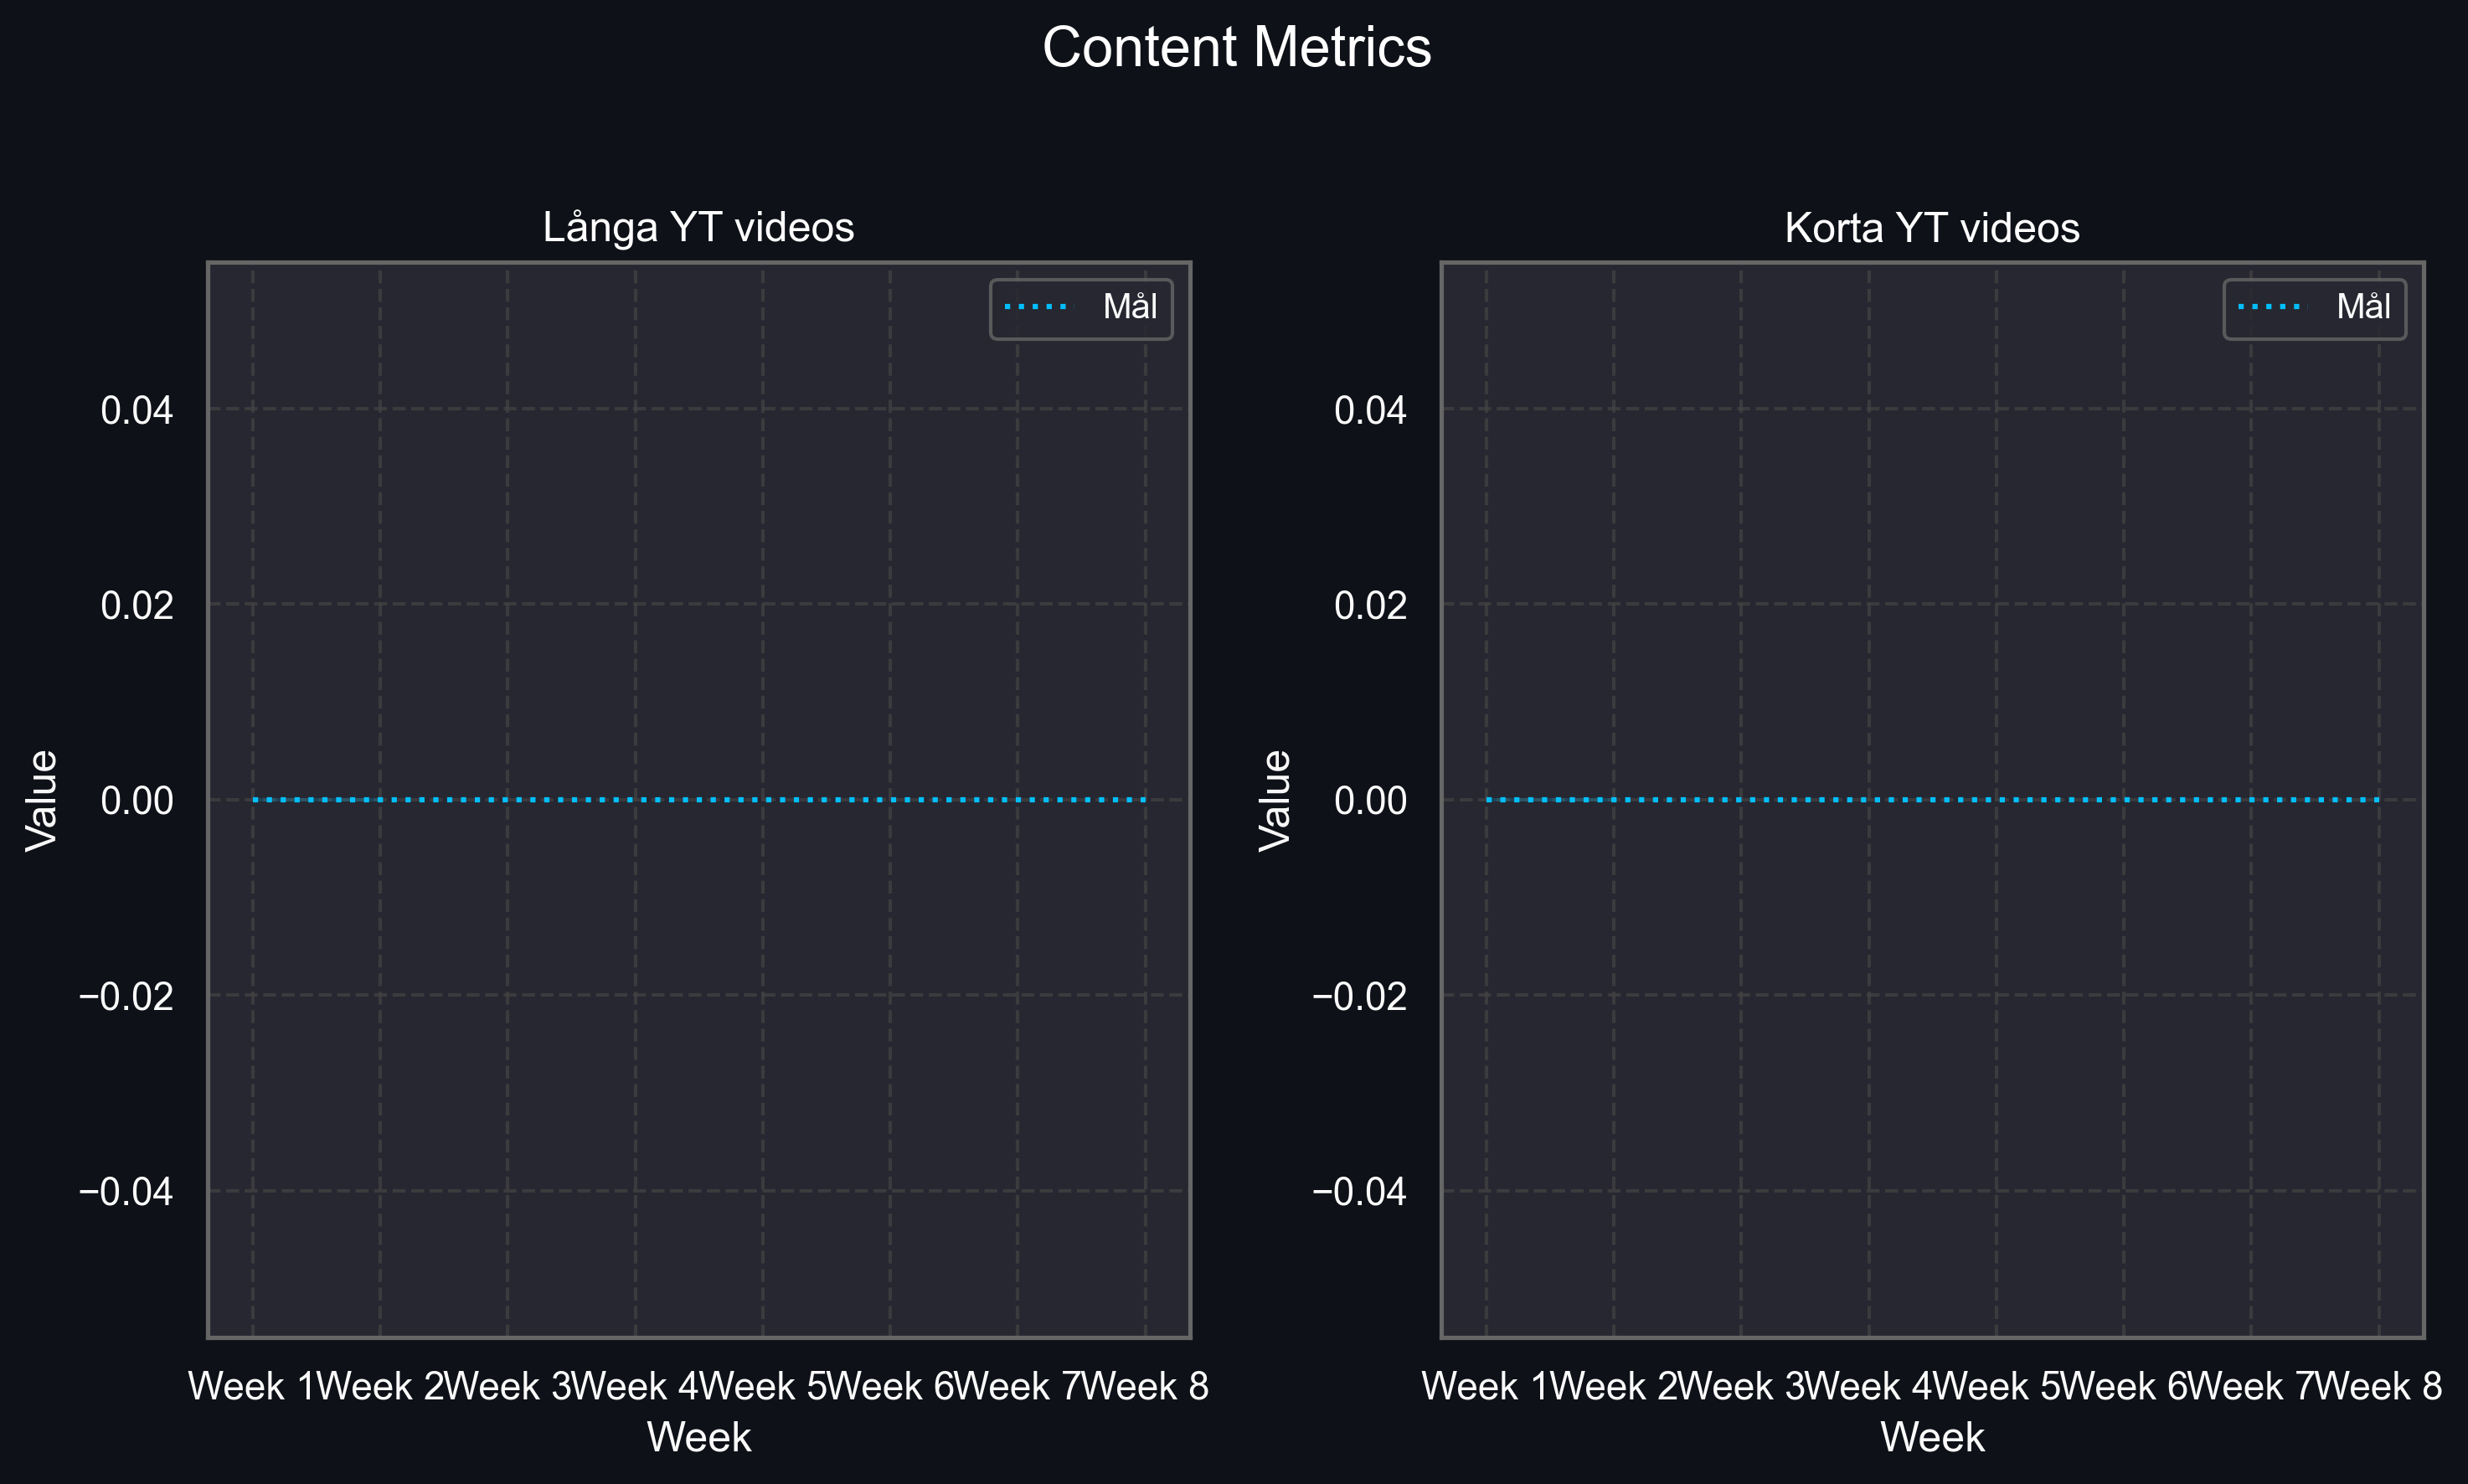 Content Metrics
Långa YT videos
Mål
0.04
0.02
0.00
−0.02
−0.04
Value
Week 1 Week 2 Week 3 Week 4 Week 5 Week 6 Week 7 Week 8
Week
Korta YT videos
Mål
0.04
0.02
0.00
−0.02
−0.04
Value
Week 1 Week 2 Week 3 Week 4 Week 5 Week 6 Week 7 Week 8
Week